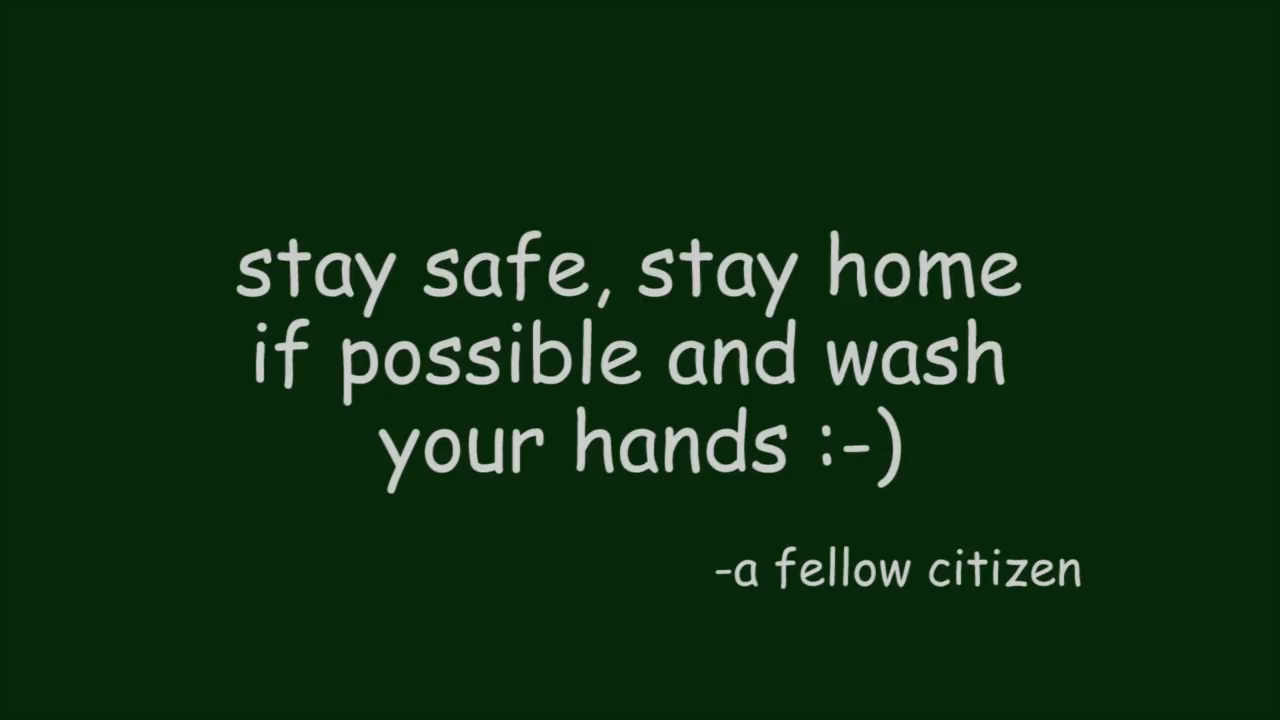 stay safe, stay home
if possible and wash
your hands :-)
-a fellow citizen